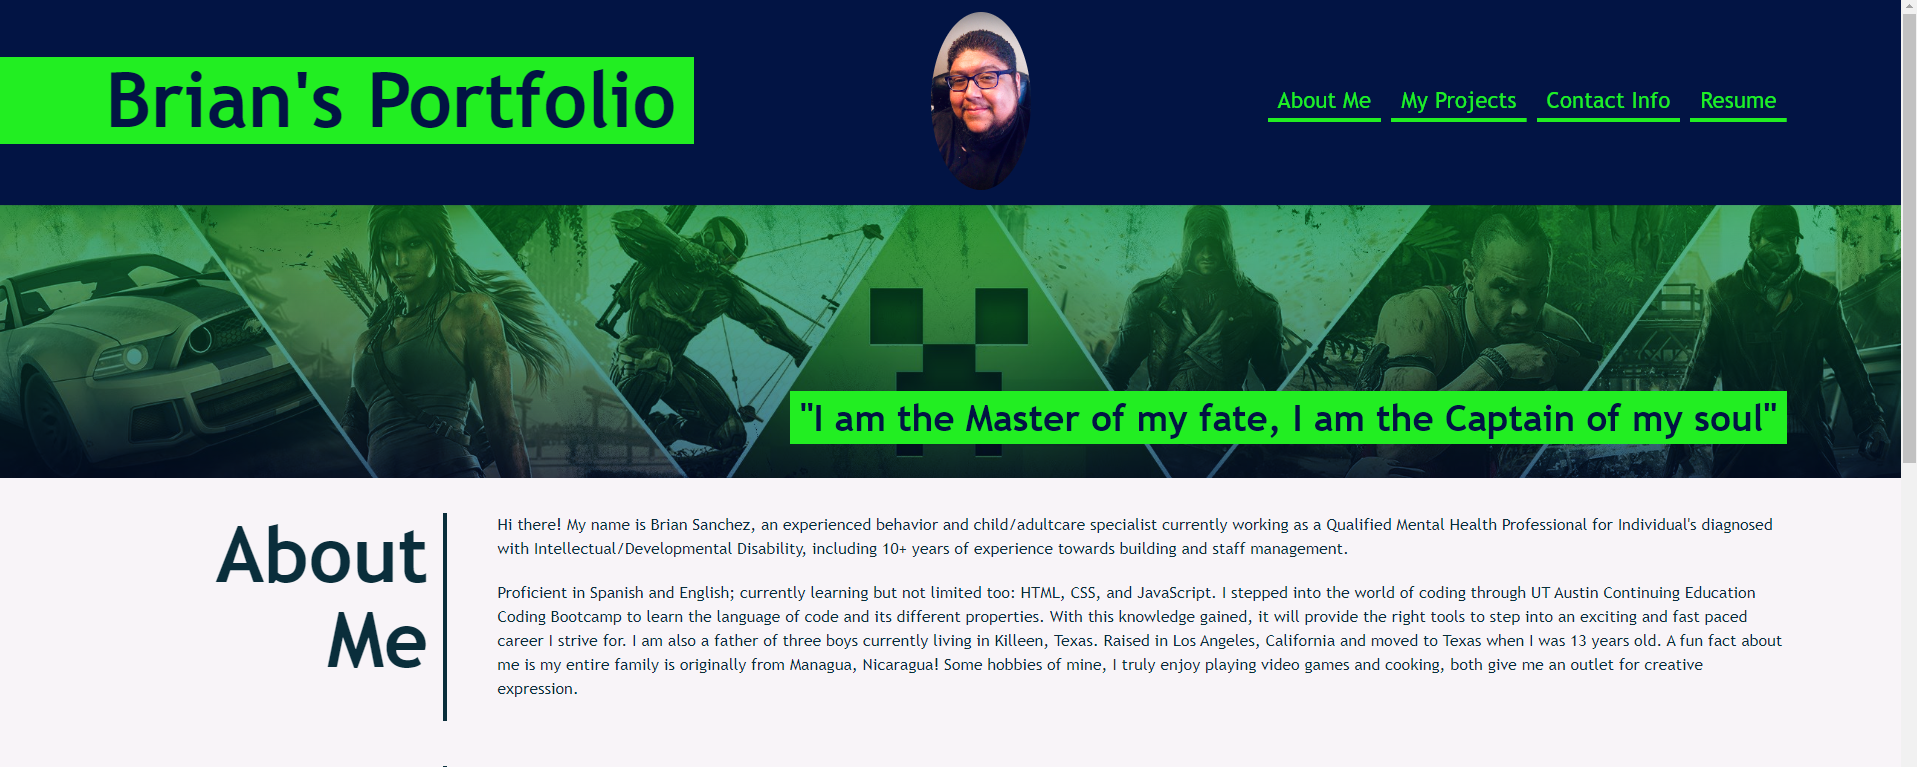 Brian's Portfolio
About Me
My Projects
Contact Info
Resume
"I am the Master of my fate, I am the Captain of my soul"
About
Me
Hi there! My name is Brian Sanchez, an experienced behavior and child/adultcare specialist currently working as a Qualified Mental Health Professional for Individual's diagnosed
with Intellectual/Developmental Disability, including 10+ years of experience towards building and staff management.
Proficient in Spanish and English; currently learning but not limited too: HTML, CSS, and JavaScript. I stepped into the world of coding through UT Austin Continuing Education
Coding Bootcamp to learn the language of code and its different properties. With this knowledge gained, it will provide the right tools to step into an exciting and fast paced
career I strive for. I am also a father of three boys currently living in Killeen, Texas. Raised in Los Angeles, California and moved to Texas when I was 13 years old. A fun fact about
me is my entire family is originally from Managua, Nicaragua! Some hobbies of mine, I truly enjoy playing video games and cooking, both give me an outlet for creative
expression.